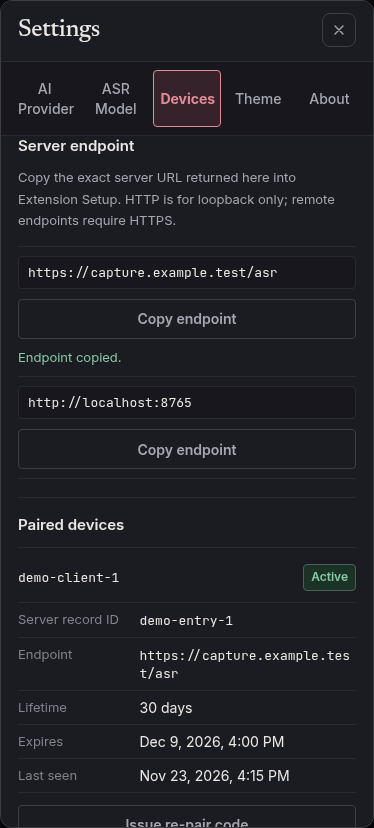 Settings
AI
Provider
ASR
Model
Devices
Theme
About
Server endpoint
Copy the exact server URL returned here into
Extension Setup. HTTP is for loopback only; remote
endpoints require HTTPS.
https://capture.example.test/asr
Copy endpoint
Endpoint copied.
http://localhost:8765
Copy endpoint
Paired devices
demo-client-1
Active
Server record ID
demo-entry-1
Endpoint
https://capture.example.tes
t/asr
Lifetime
30 days
Expires
Dec 9, 2026, 4:00 PM
Last seen
Nov 23, 2026, 4:15 PM
Issue re-pair code